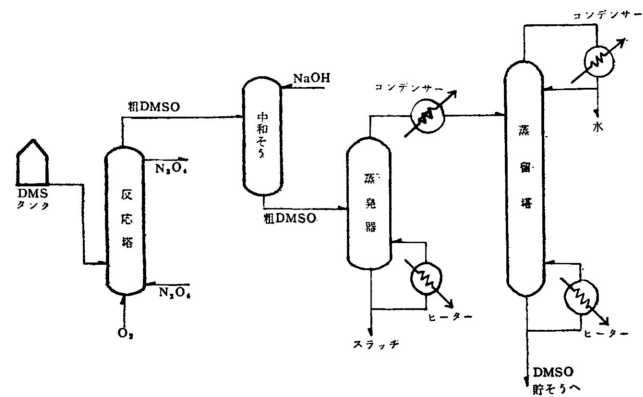 コンデンサー
NaOH
コンデンサー
粗DMSO
中和そう
水
蒸留塔
N₂O₄
DMS
タンク
反応塔
粗DMSO
蒸発器
N₂O₄
O₂
ヒーター
ヒーター
スラッヂ
DMSO
貯そうへ